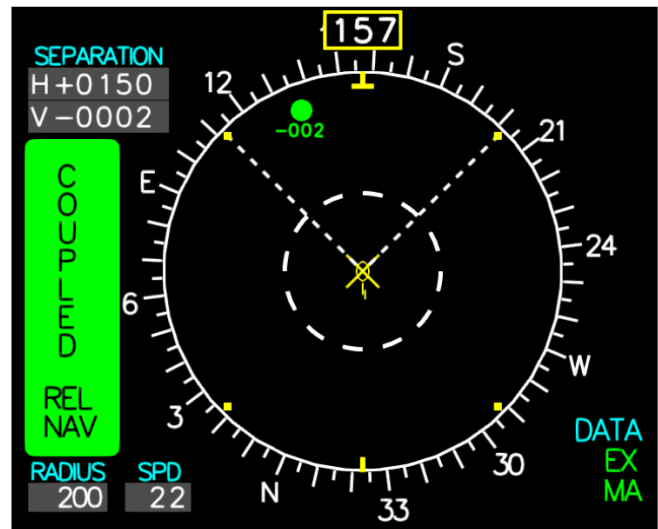 157
SEPARATION
H+0150
V-0002
12
S
-002
21
E
24
COUPLED
6
W
REL
NAV
3
DATA
RADIUS
SPD
30
EX
200
22
N
33
MA